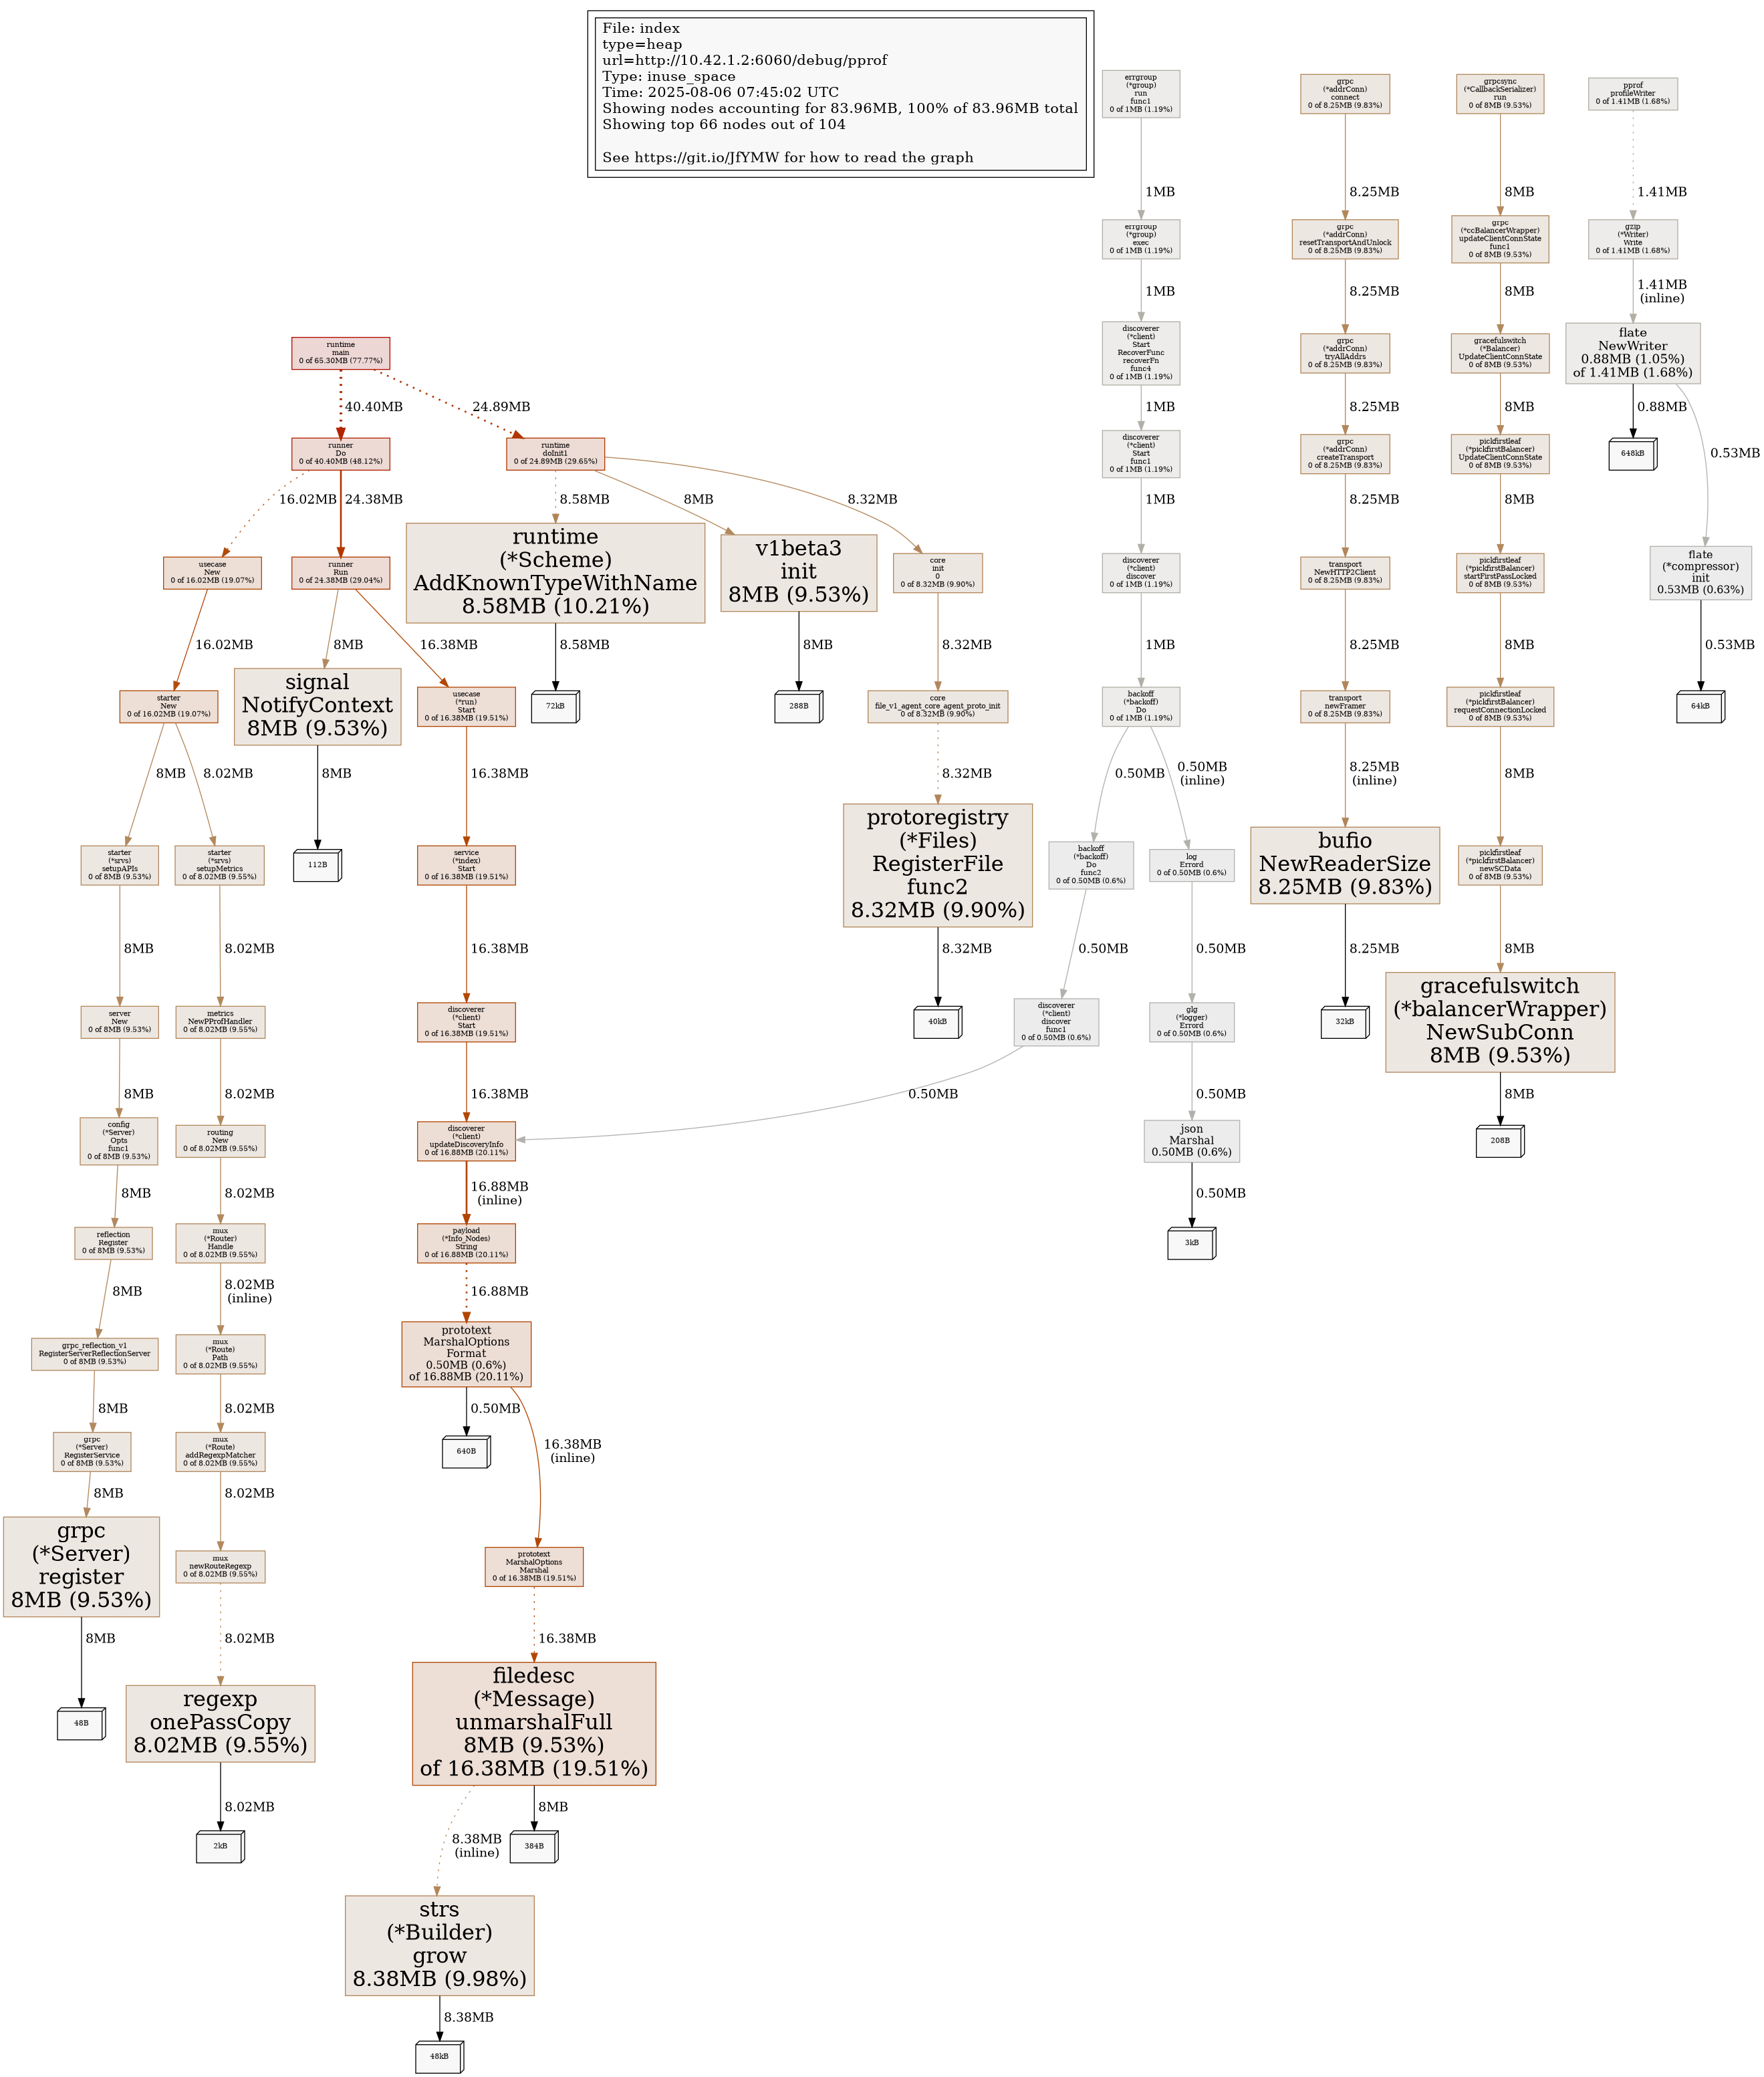 File: index
type=heap
url=http://10.42.1.2:6060/debug/pprof
Type: inuse_space
Time: 2025-08-06 07:45:02 UTC
Showing nodes accounting for 83.96MB, 100% of 83.96MB total
Showing top 66 nodes out of 104
See https://git.io/JfYMW for how to read the graph
errgroup
(*group)
run
func1
0 of 1MB (1.19%)
grpc
(*addrConn)
connect
0 of 8.25MB (9.83%)
grpcsync
(*CallbackSerializer)
run
0 of 8MB (9.53%)
pprof
profileWriter
0 of 1.41MB (1.68%)
1MB
8.25MB
8MB
1.41MB
errgroup
(*group)
exec
0 of 1MB (1.19%)
grpc
(*addrConn)
resetTransportAndUnlock
0 of 8.25MB (9.83%)
grpc
(*ccBalancerWrapper)
updateClientConnState
func1
0 of 8MB (9.53%)
gzip
(*Writer)
Write
0 of 1.41MB (1.68%)
1MB
8.25MB
8MB
1.41MB
(inline)
runtime
main
0 of 65.30MB (77.77%)
discoverer
(*client)
Start
RecoverFunc
recoverFn
func4
0 of 1MB (1.19%)
grpc
(*addrConn)
tryAllAddrs
0 of 8.25MB (9.83%)
gracefulswitch
(*Balancer)
UpdateClientConnState
0 of 8MB (9.53%)
flate
NewWriter
0.88MB (1.05%)
of 1.41MB (1.68%)
40.40MB
24.89MB
1MB
8.25MB
8MB
0.88MB
0.53MB
runner
Do
0 of 40.40MB (48.12%)
runtime
doInit1
0 of 24.89MB (29.65%)
discoverer
(*client)
Start
func1
0 of 1MB (1.19%)
grpc
(*addrConn)
createTransport
0 of 8.25MB (9.83%)
pickfirstleaf
(*pickfirstBalancer)
UpdateClientConnState
0 of 8MB (9.53%)
648kB
16.02MB
24.38MB
8.58MB
8MB
8.32MB
1MB
8.25MB
8MB
usecase
New
0 of 16.02MB (19.07%)
runner
Run
0 of 24.38MB (29.04%)
runtime
(*Scheme)
AddKnownTypeWithName
8.58MB (10.21%)
v1beta3
init
8MB (9.53%)
core
init
0
0 of 8.32MB (9.90%)
discoverer
(*client)
discover
0 of 1MB (1.19%)
transport
NewHTTP2Client
0 of 8.25MB (9.83%)
pickfirstleaf
(*pickfirstBalancer)
startFirstPassLocked
0 of 8MB (9.53%)
flate
(*compressor)
init
0.53MB (0.63%)
16.02MB
8MB
16.38MB
8.58MB
8MB
8.32MB
1MB
8.25MB
8MB
0.53MB
starter
New
0 of 16.02MB (19.07%)
signal
NotifyContext
8MB (9.53%)
usecase
(*run)
Start
0 of 16.38MB (19.51%)
72kB
288B
core
file_v1_agent_core_agent_proto_init
0 of 8.32MB (9.90%)
backoff
(*backoff)
Do
0 of 1MB (1.19%)
transport
newFramer
0 of 8.25MB (9.83%)
pickfirstleaf
(*pickfirstBalancer)
requestConnectionLocked
0 of 8MB (9.53%)
64kB
8MB
8.02MB
8MB
16.38MB
8.32MB
0.50MB
0.50MB
(inline)
8.25MB
(inline)
8MB
starter
(*srvs)
setupAPIs
0 of 8MB (9.53%)
starter
(*srvs)
setupMetrics
0 of 8.02MB (9.55%)
112B
service
(*index)
Start
0 of 16.38MB (19.51%)
protoregistry
(*Files)
RegisterFile
func2
8.32MB (9.90%)
backoff
(*backoff)
Do
func2
0 of 0.50MB (0.6%)
log
Errord
0 of 0.50MB (0.6%)
bufio
NewReaderSize
8.25MB (9.83%)
pickfirstleaf
(*pickfirstBalancer)
newSCData
0 of 8MB (9.53%)
8MB
8.02MB
16.38MB
8.32MB
0.50MB
0.50MB
8.25MB
8MB
server
New
0 of 8MB (9.53%)
metrics
NewPProfHandler
0 of 8.02MB (9.55%)
discoverer
(*client)
Start
0 of 16.38MB (19.51%)
40kB
discoverer
(*client)
discover
func1
0 of 0.50MB (0.6%)
glg
(*logger)
Errord
0 of 0.50MB (0.6%)
32kB
gracefulswitch
(*balancerWrapper)
NewSubConn
8MB (9.53%)
8MB
8.02MB
16.38MB
0.50MB
0.50MB
8MB
config
(*Server)
Opts
func1
0 of 8MB (9.53%)
routing
New
0 of 8.02MB (9.55%)
discoverer
(*client)
updateDiscoveryInfo
0 of 16.88MB (20.11%)
json
Marshal
0.50MB (0.6%)
208B
8MB
8.02MB
16.88MB
(inline)
0.50MB
reflection
Register
0 of 8MB (9.53%)
mux
(*Router)
Handle
0 of 8.02MB (9.55%)
payload
(*Info_Nodes)
String
0 of 16.88MB (20.11%)
3kB
8MB
8.02MB
(inline)
16.88MB
grpc_reflection_v1
RegisterServerReflectionServer
0 of 8MB (9.53%)
mux
(*Route)
Path
0 of 8.02MB (9.55%)
prototext
MarshalOptions
Format
0.50MB (0.6%)
of 16.88MB (20.11%)
8MB
8.02MB
0.50MB
16.38MB
(inline)
grpc
(*Server)
RegisterService
0 of 8MB (9.53%)
mux
(*Route)
addRegexpMatcher
0 of 8.02MB (9.55%)
640B
8MB
8.02MB
grpc
(*Server)
register
8MB (9.53%)
mux
newRouteRegexp
0 of 8.02MB (9.55%)
prototext
MarshalOptions
Marshal
0 of 16.38MB (19.51%)
8MB
8.02MB
16.38MB
48B
regexp
onePassCopy
8.02MB (9.55%)
filedesc
(*Message)
unmarshalFull
8MB (9.53%)
of 16.38MB (19.51%)
8.02MB
8.38MB
(inline)
8MB
2kB
384B
strs
(*Builder)
grow
8.38MB (9.98%)
8.38MB
48kB